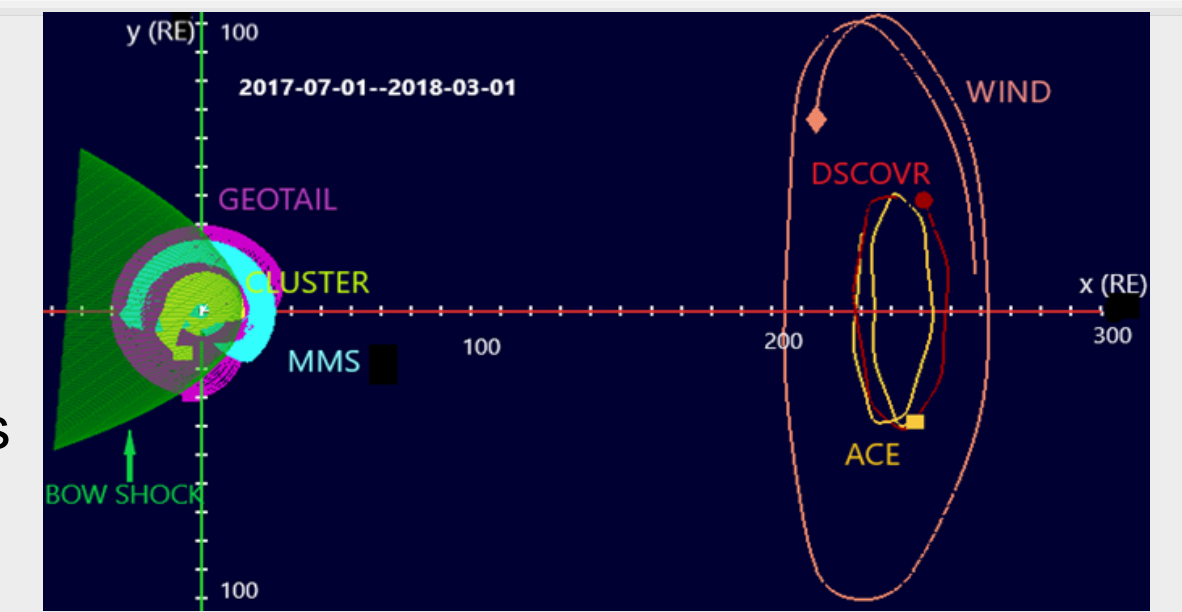 y (RE)
100
2017-07-01--2018-03-01
WIND
DSCOVR
GEOTAIL
CLUSTER
x (RE)
100
200
300
MMS
s
ACE
BOW SHOCK
100